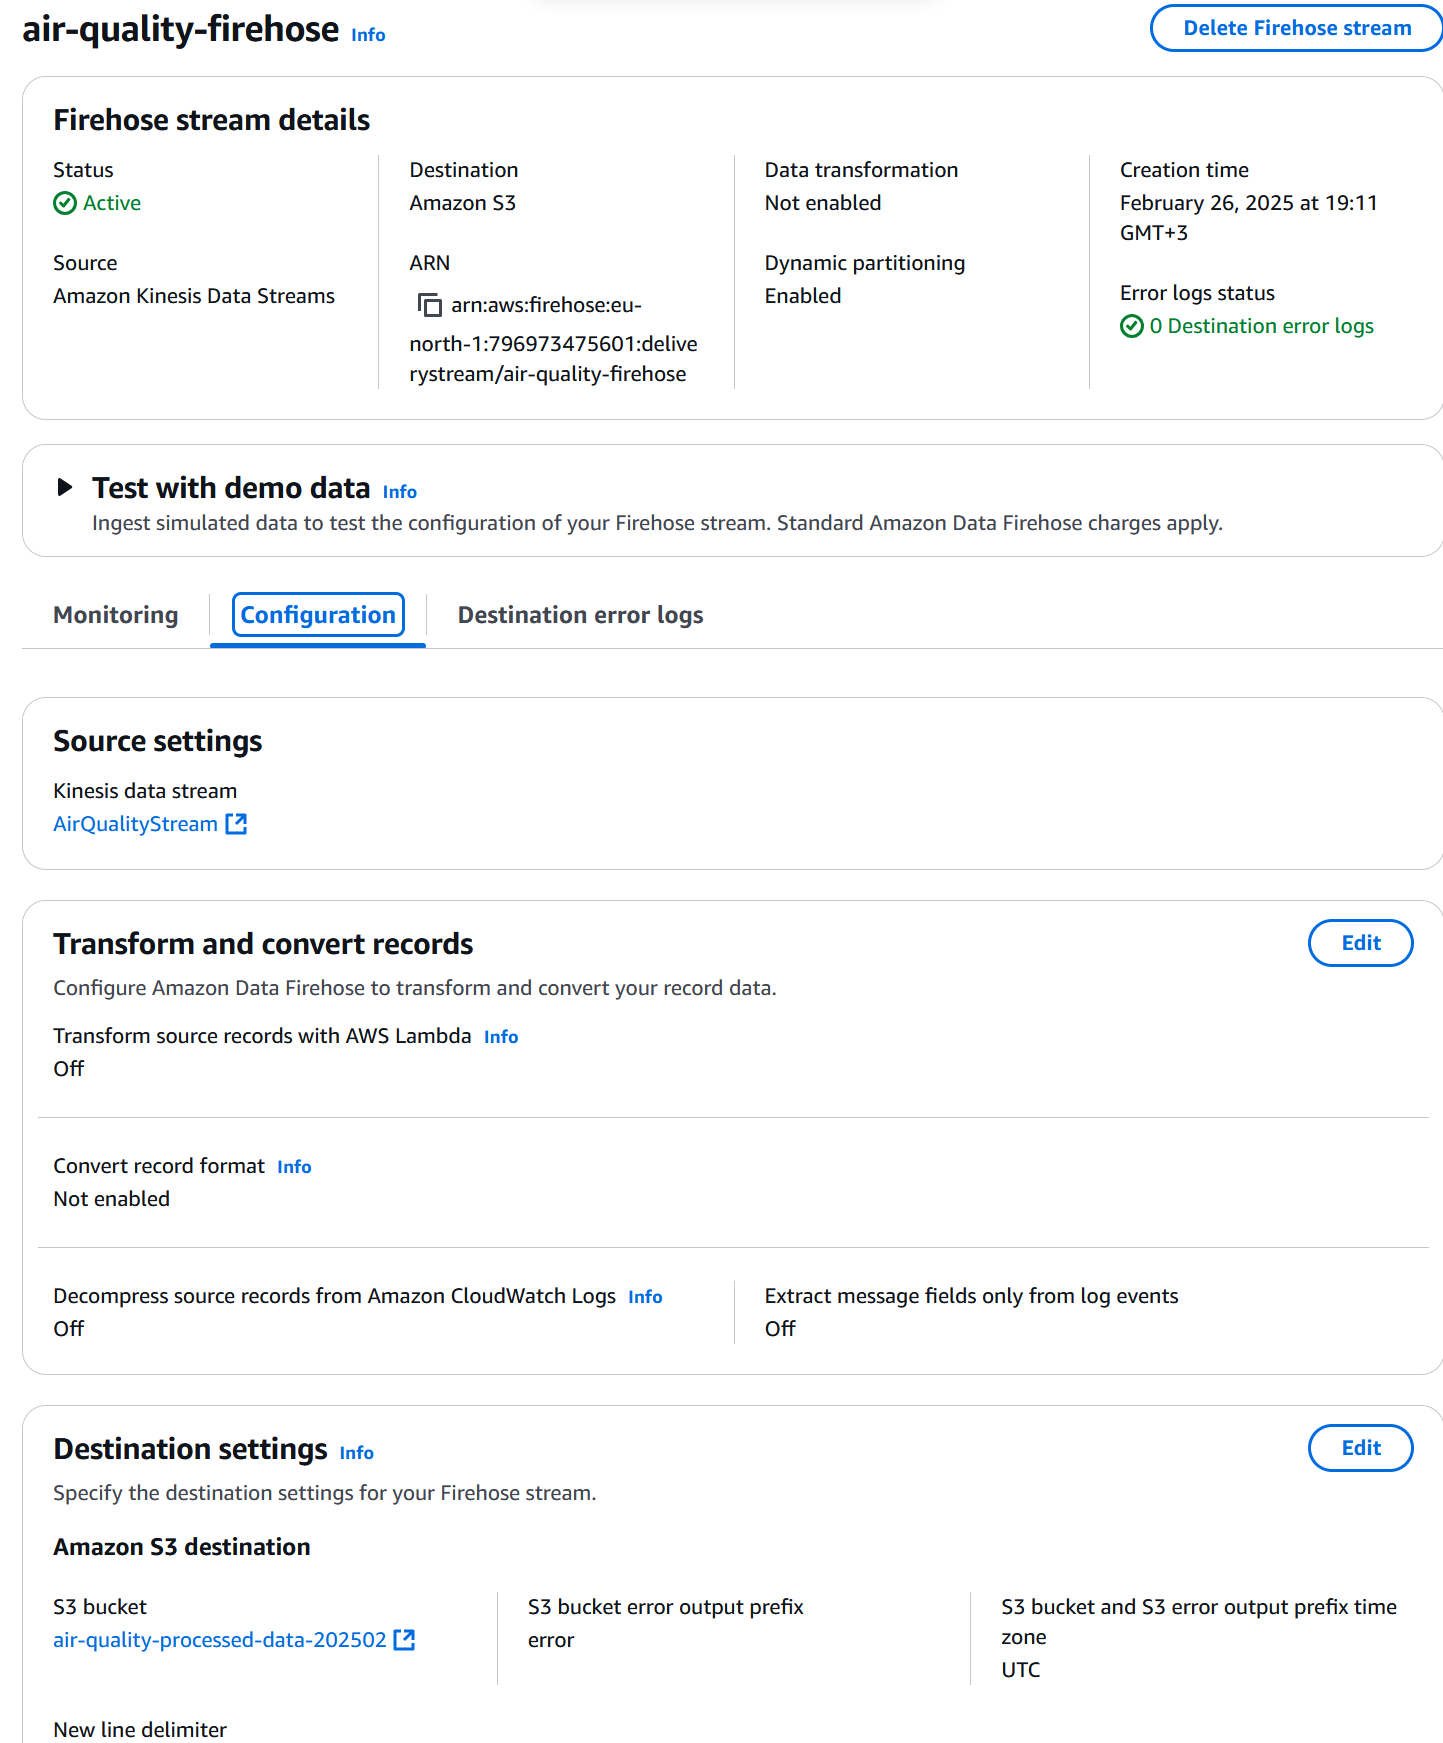 air-quality-firehose Info
Delete Firehose stream
Firehose stream details
Status
Active
Source
Amazon Kinesis Data Streams
Destination
Amazon S3
ARN
arn:aws:firehose:eu-
north-1:796973475601:delive
rystream/air-quality-firehose
Data transformation
Not enabled
Dynamic partitioning
Enabled
Creation time
February 26, 2025 at 19:11
GMT+3
Error logs status
0 Destination error logs
Test with demo data Info
Ingest simulated data to test the configuration of your Firehose stream. Standard Amazon Data Firehose charges apply.
Monitoring
Configuration
Destination error logs
Source settings
Kinesis data stream
AirQualityStream
Transform and convert records
Edit
Configure Amazon Data Firehose to transform and convert your record data.
Transform source records with AWS Lambda Info
Off
Convert record format Info
Not enabled
Decompress source records from Amazon CloudWatch Logs Info
Off
Extract message fields only from log events
Off
Destination settings Info
Edit
Specify the destination settings for your Firehose stream.
Amazon S3 destination
S3 bucket
air-quality-processed-data-202502
S3 bucket error output prefix
error
S3 bucket and S3 error output prefix time
zone
UTC
New line delimiter